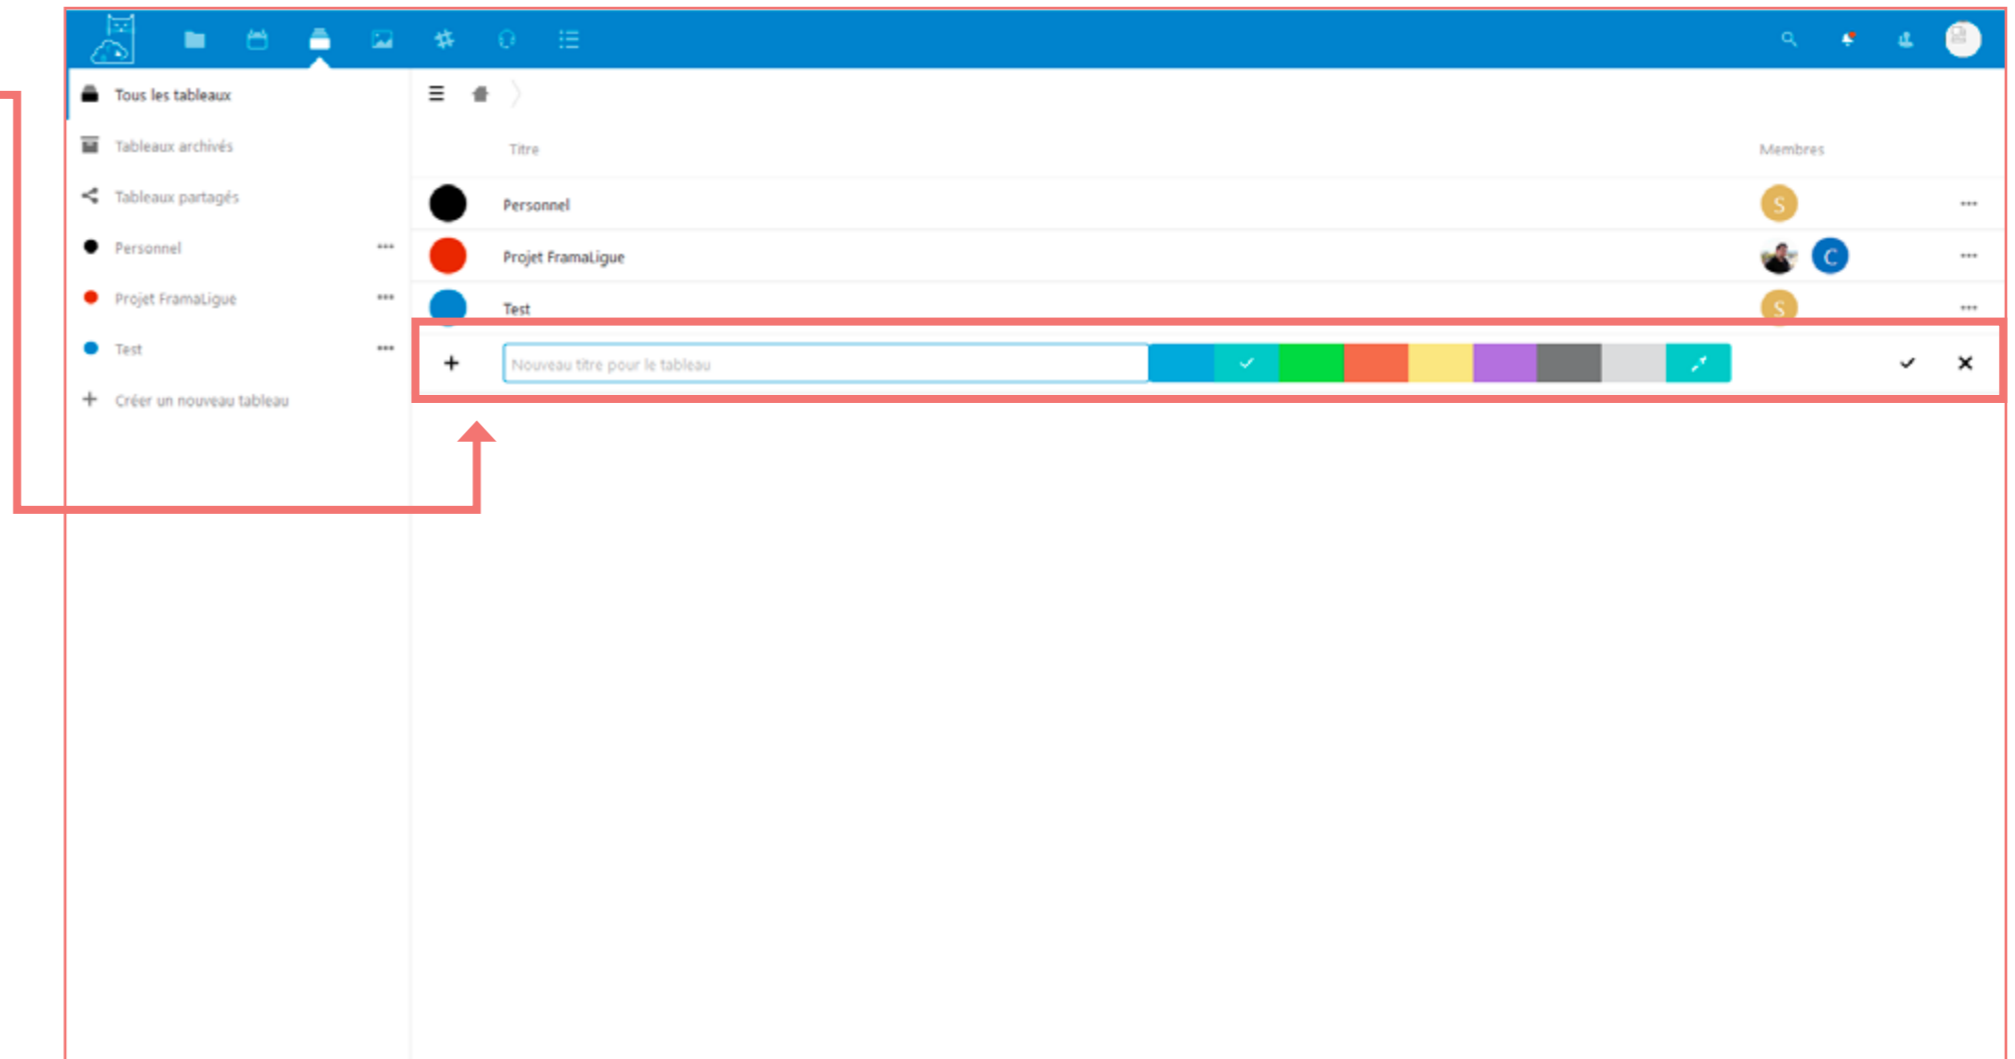 Tous les tableaux
Tableaux archivés
Tableaux partagés
Personnel
Projet FramaLigue
Test
Créer un nouveau tableau
Titre
Membres
Personnel
S
Projet FramaLigue
C
Test
S
Nouveau titre pour le tableau